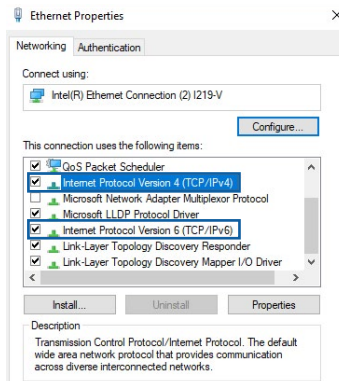 Ethernet Properties
Networking Authentication
Connect using:
Intel(R) Ethernet Connection (2) I219-V
Configure...
This connection uses the following items:
QoS Packet Scheduler
Internet Protocol Version 4 (TCP/IPv4)
Microsoft Network Adapter Multiplexor Protocol
Microsoft LLDP Protocol Driver
Internet Protocol Version 6 (TCP/IPv6)
Link-Layer Topology Discovery Responder
Link-Layer Topology Discovery Mapper I/O Driver
Install... Uninstall Properties
Description
Transmission Control Protocol/Internet Protocol. The default
wide area network protocol that provides communication
across diverse interconnected networks.